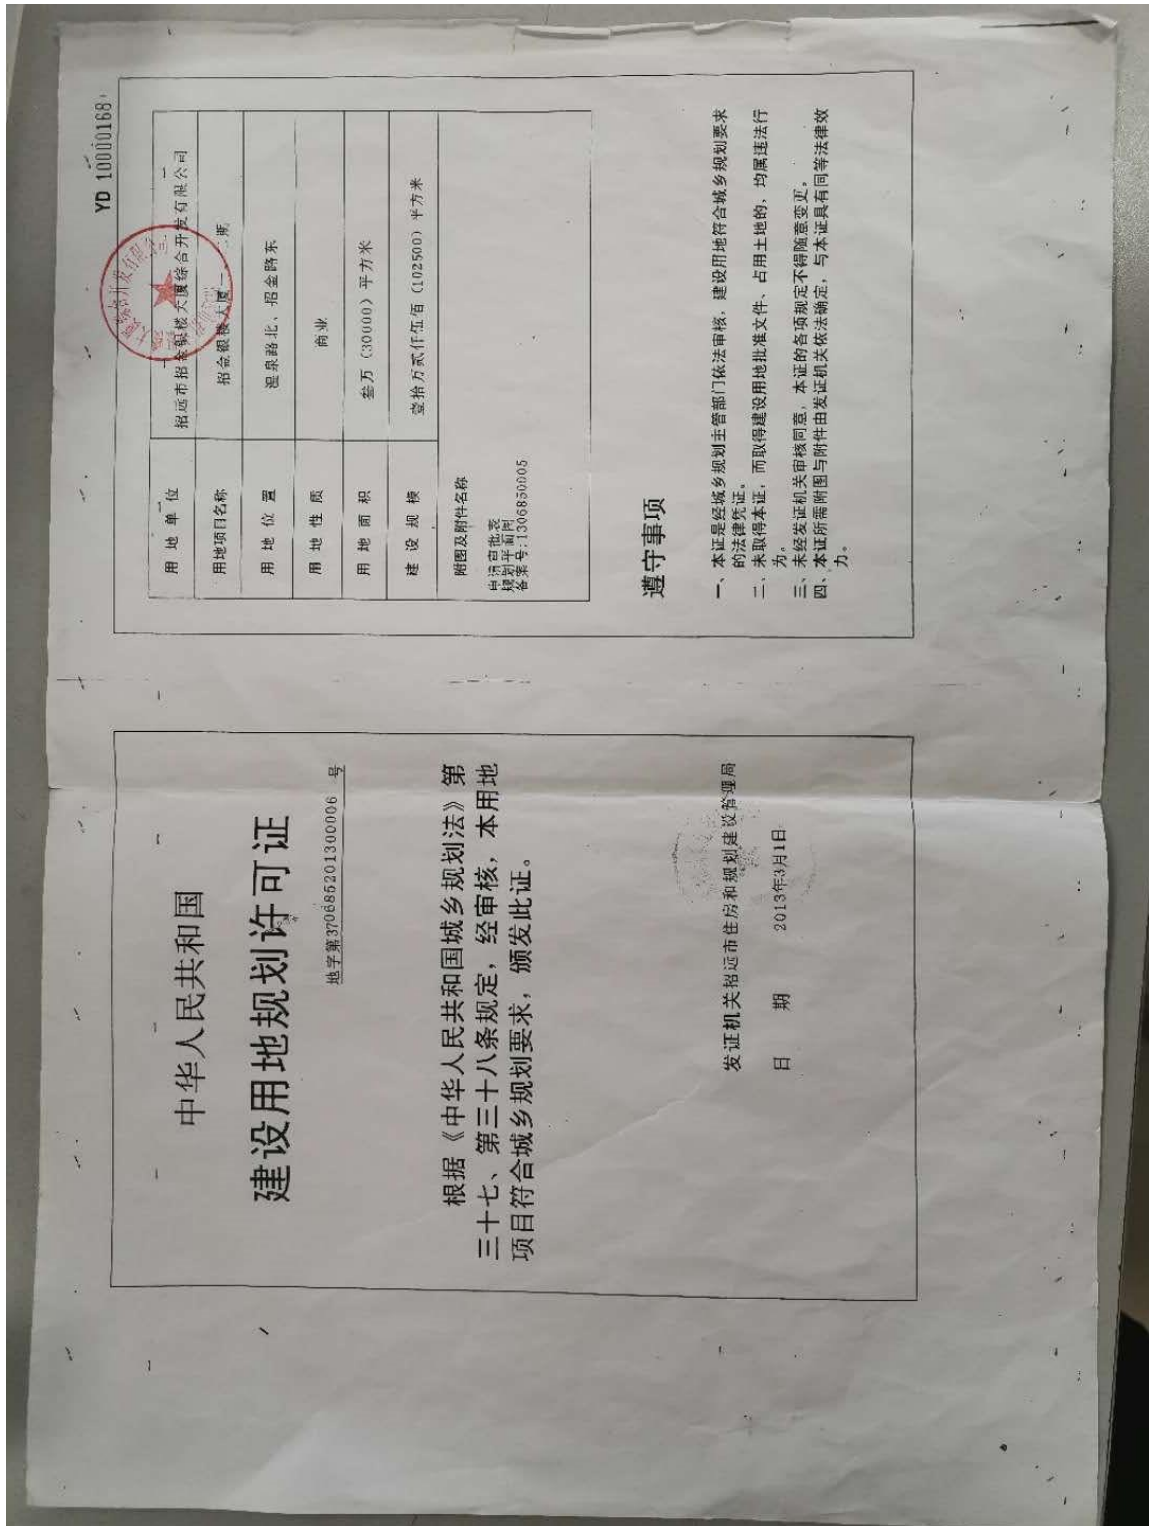 中华人民共和国
建设用地规划许可证
地字第370685201300006 号
根据《中华人民共和国城乡规划法》第
三十七、第三十八条规定，经审核，本用地
项目符合城乡规划要求，颁发此证。
发证机关招远市住房和规划建设管理局
日 期 2013年3月1日
YD 10000168
用地单位 招远市招金银楼大厦综合开发有限公司
用地项目名称 招金银楼大厦一、期
用地位置 温泉路北、招金路东
用地性质 商业
用地面积 叁万（30000）平方米
建设规模 壹拾万贰仟伍佰（102500）平方米
附图及附件名称
申请审批表
规划平面图
备案号:1306850005
遵守事项
一、本证是经城乡规划主管部门依法审核，建设用地符合城乡规划要求
的法律凭证。
二、未取得本证，而取得建设用地批准文件、占用土地的，均属违法行
为。
三、未经发证机关审核同意，本证的各项规定不得随意变更。
四、本证所需附图与附件由发证机关依法确定，与本证具有同等法律效
力。